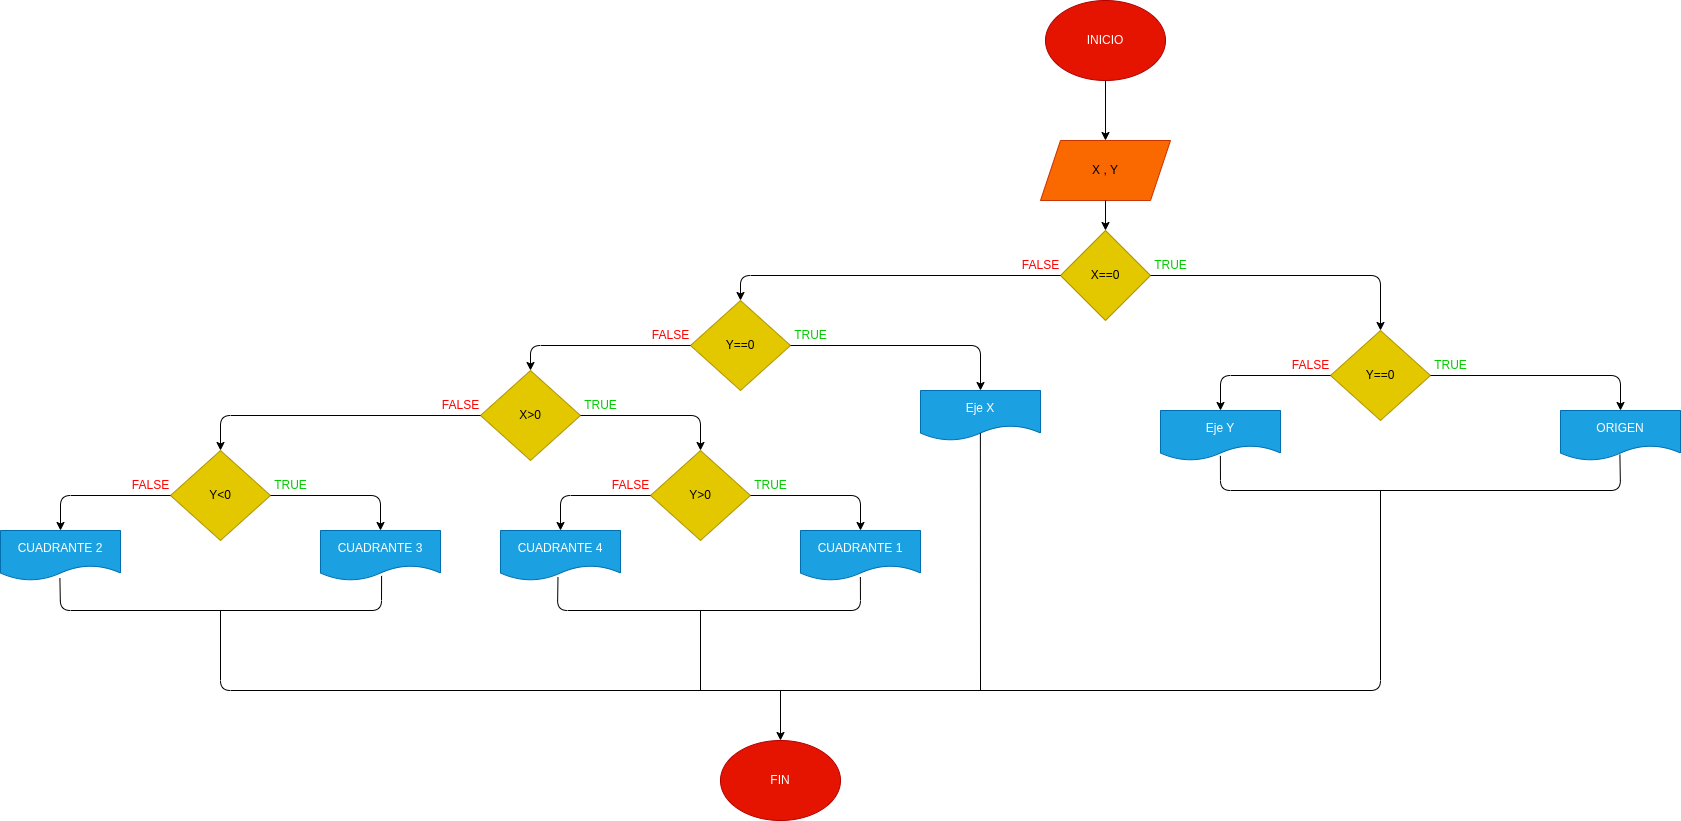 INICIO
X , Y
FALSE
X==0
TRUE
FALSE
Y==0
TRUE
FALSE
Y==0
TRUE
FALSE
X>0
TRUE
Eje X
Eje Y
ORIGEN
FALSE
Y<0
TRUE
FALSE
Y>0
TRUE
CUADRANTE 2
CUADRANTE 3
CUADRANTE 4
CUADRANTE 1
FIN